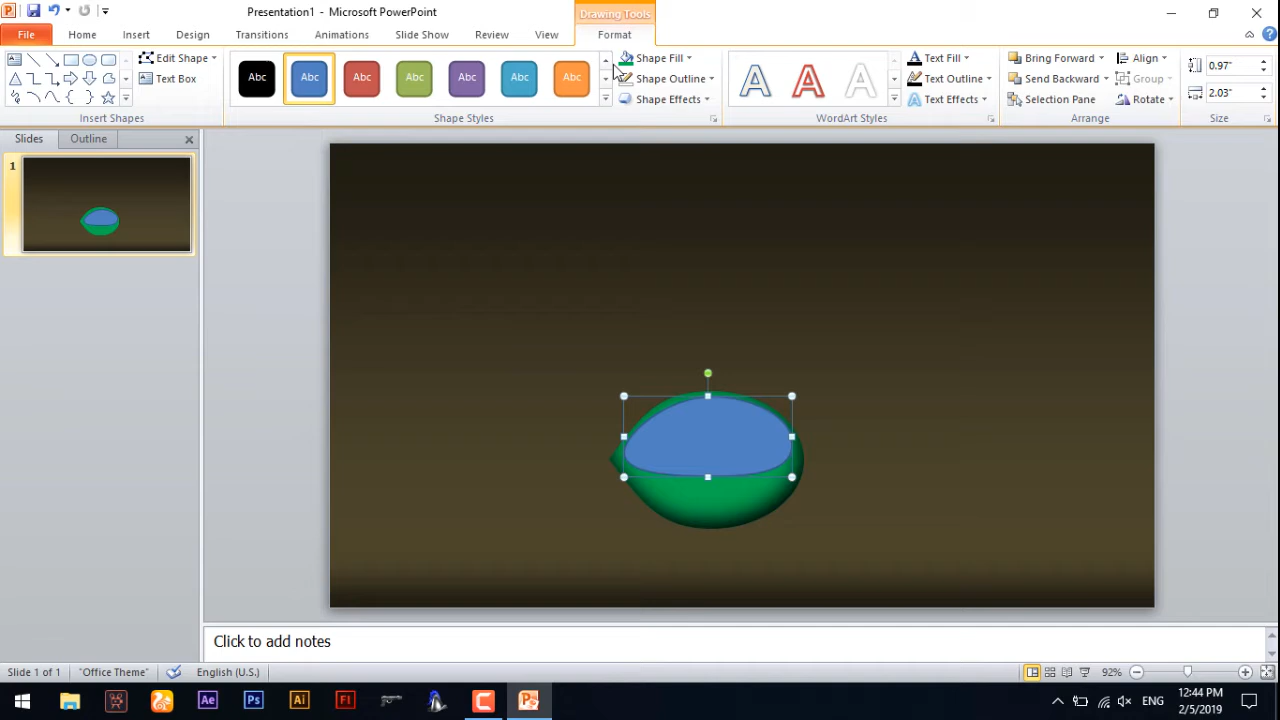 Presentation1 - Microsoft PowerPoint
Drawing Tools
File Home Insert Design Transitions Animations Slide Show Review View Format
Edit Shape
Text Box
Insert Shapes
Abc Abc Abc Abc Abc Abc Abc
Shape Fill
Shape Outline
Shape Effects
Shape Styles
A A A
Text Fill
Text Outline
Text Effects
WordArt Styles
Bring Forward
Send Backward
Selection Pane
Align
Group
Rotate
Arrange
0.97"
2.03"
Size
Slides Outline
1
Click to add notes
Slide 1 of 1 "Office Theme" English (U.S.) 92%
Ae Ps Ai Fl ENG
12:44 PM
2/5/2019